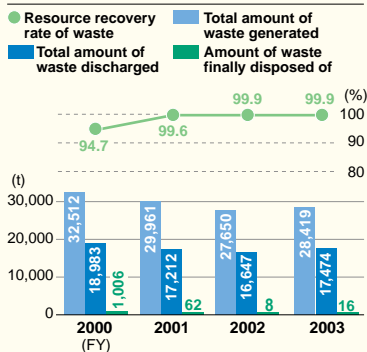 Resource recovery
rate of waste
Total amount of
waste generated
Total amount of
waste discharged
Amount of waste
finally disposed of
(%)
94.7
99.6
99.9
99.9
100
90
80
(t)
30,000
20,000
10,000
0
32,512
18,983
1,006
29,961
17,212
62
27,650
16,647
8
28,419
17,474
16
2000
2001
2002
2003
(FY)